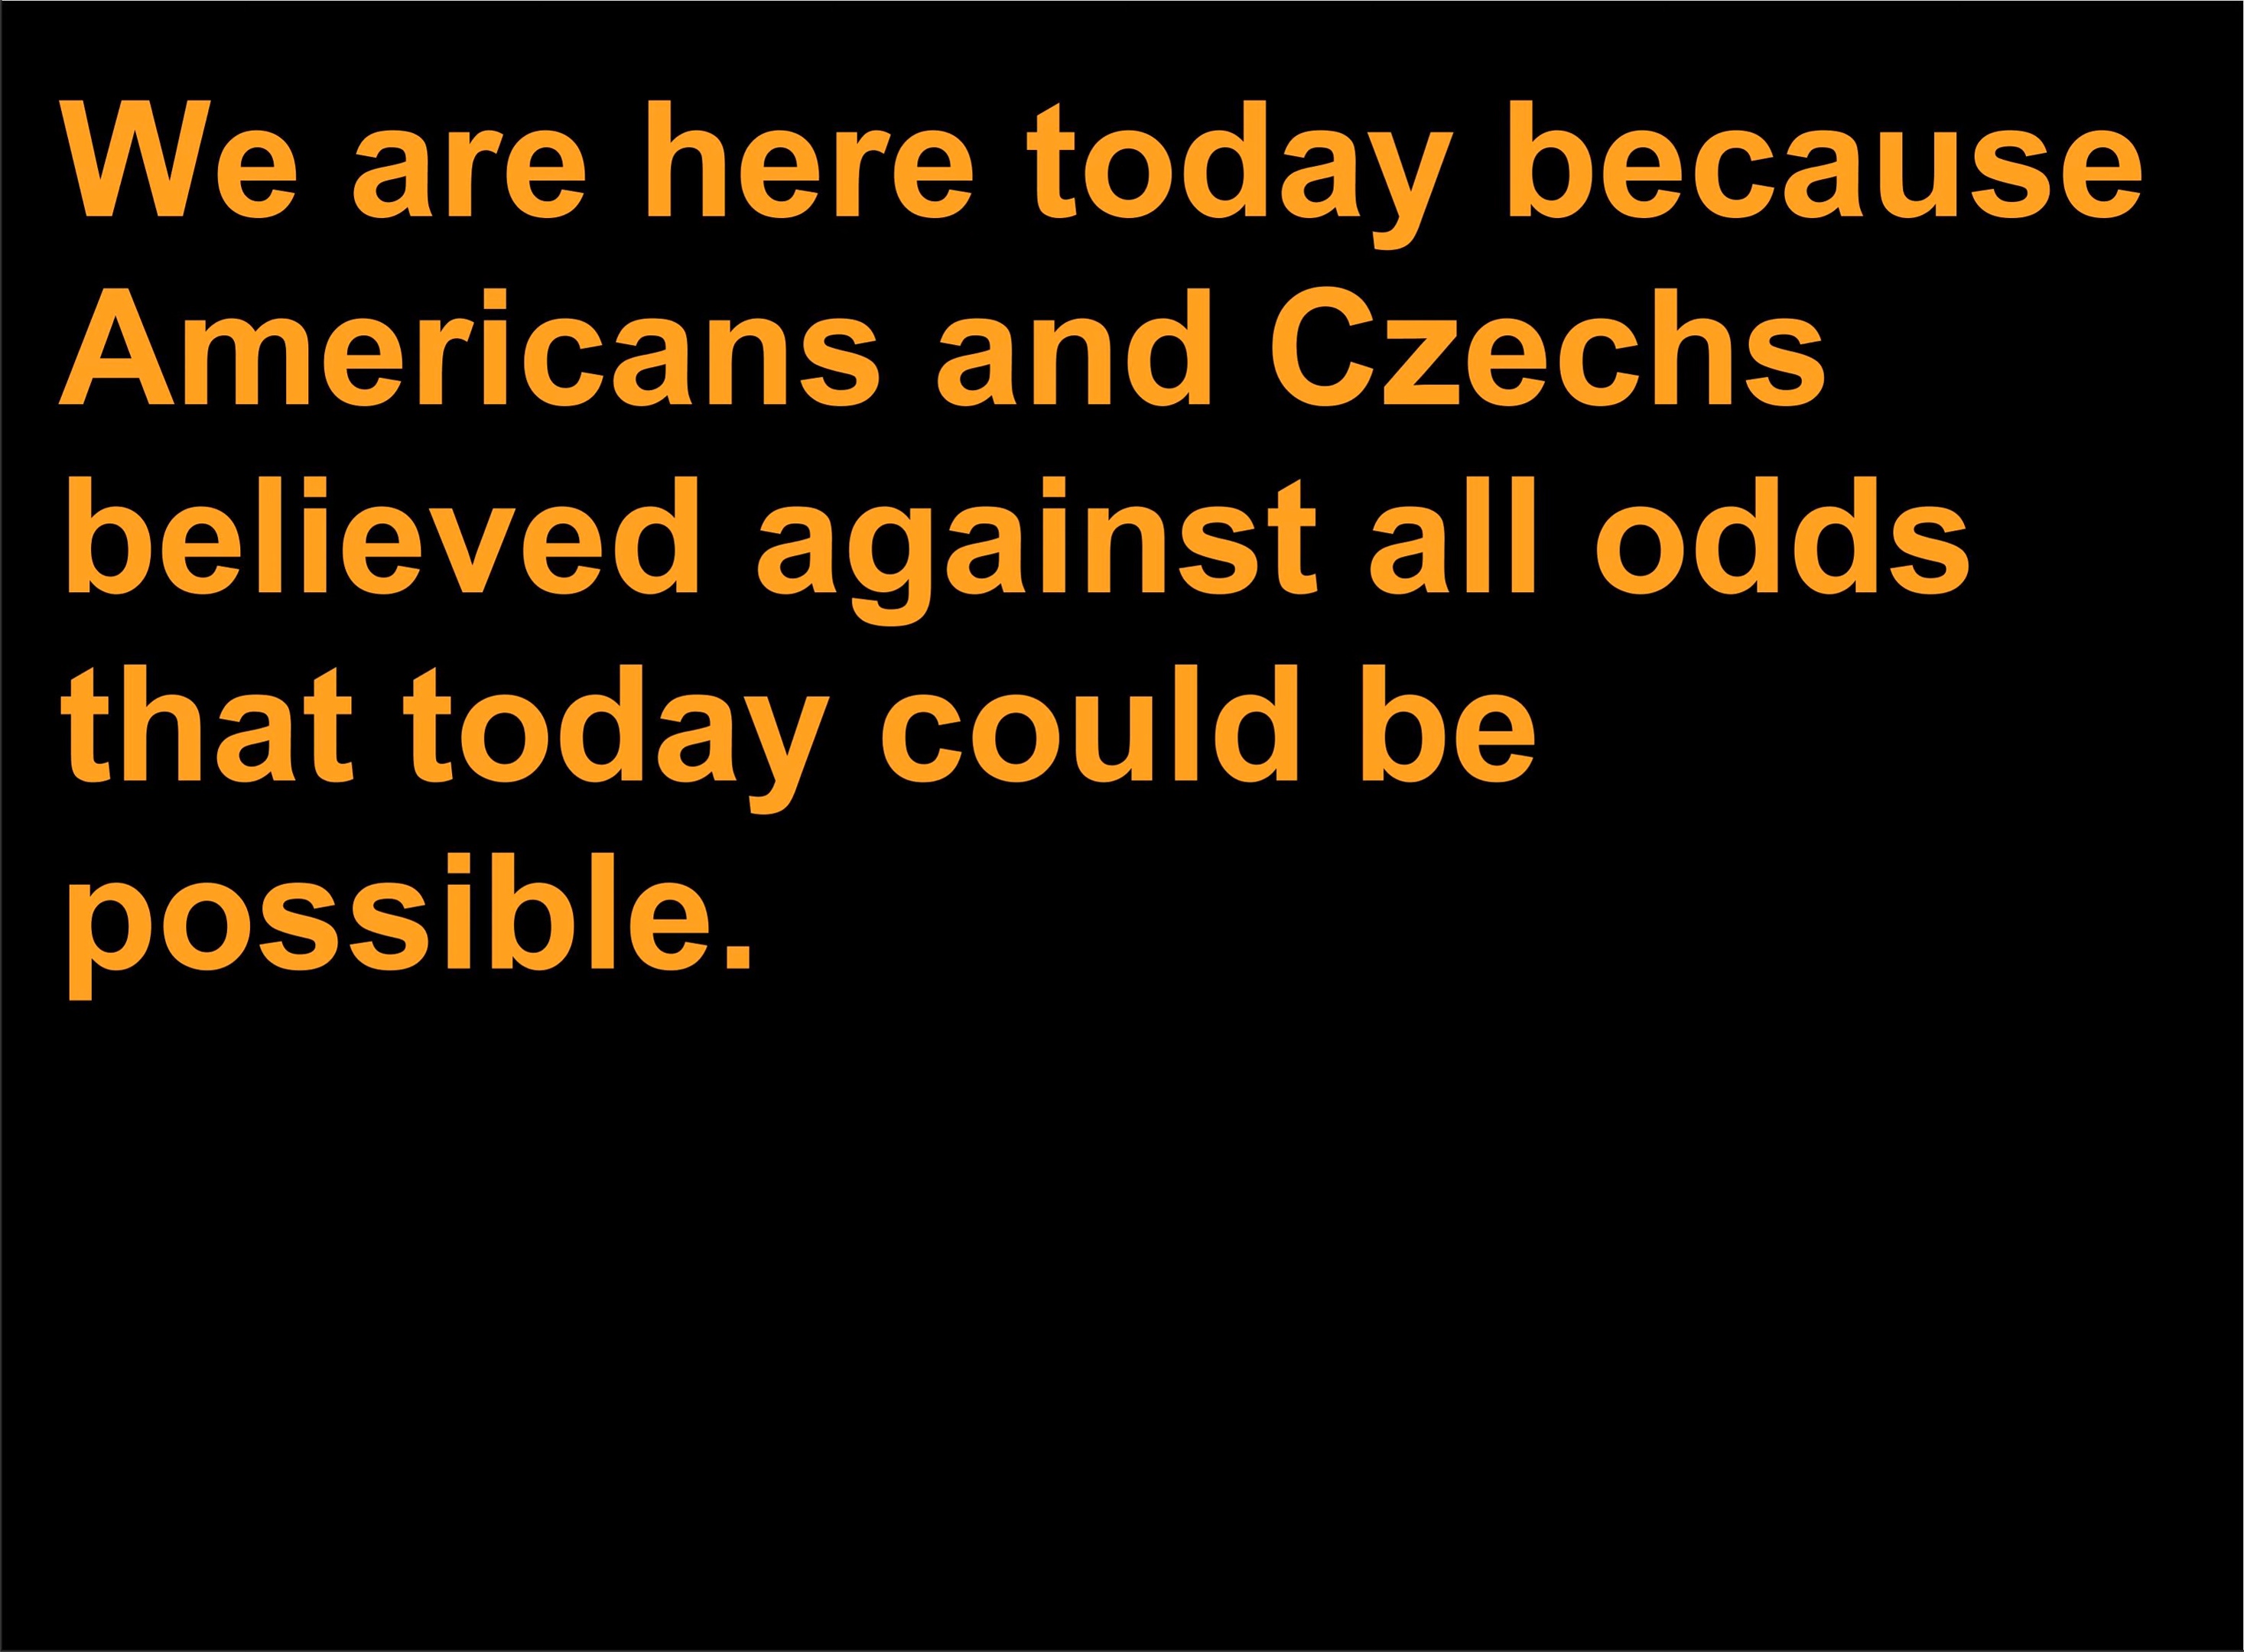 We are here today because
Americans and Czechs
believed against all odds
that today could be
possible.